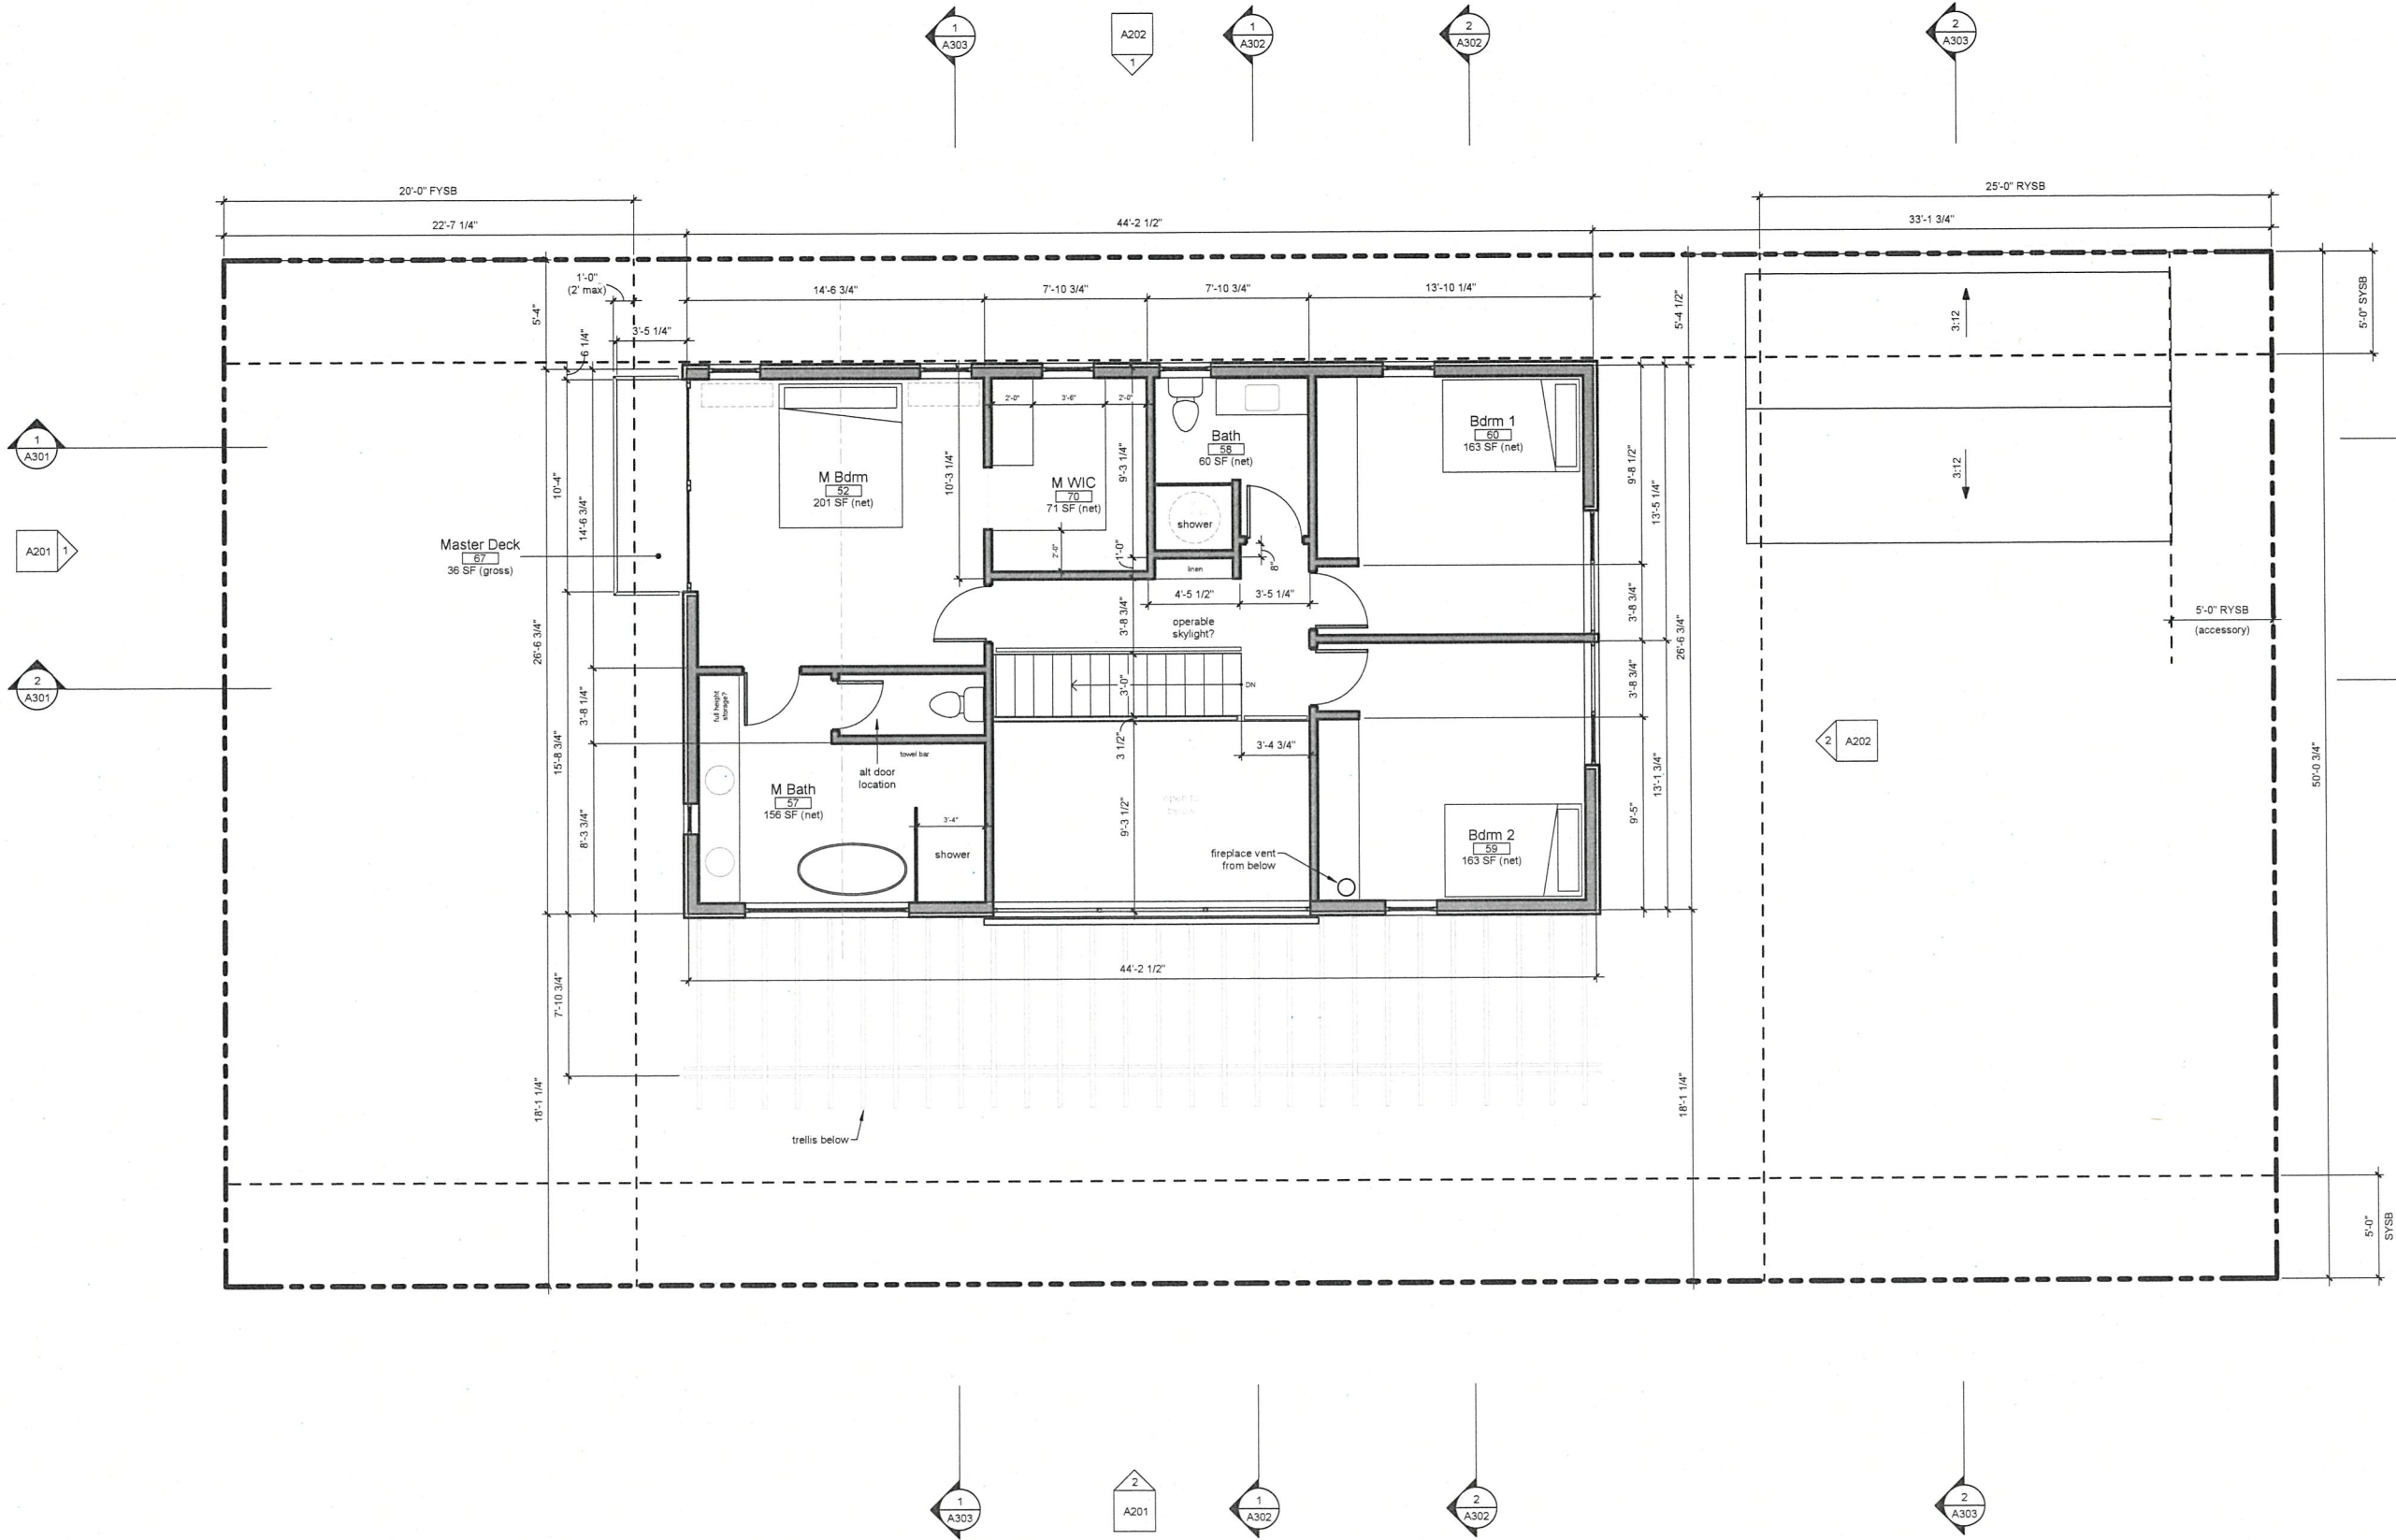 1
A303
A202
1
1
A302
2
A302
2
A303
20'-0" FYSB
25'-0" RYSB
22'-7 1/4"
44'-2 1/2"
33'-1 3/4"
1'-0"
(2' max)
14'-6 3/4"
7'-10 3/4"
7'-10 3/4"
13'-10 1/4"
5'-4"
5'-4 1/2"
3:12
5'-0" SYSB
3'-5 1/4"
6 1/4"
2'-0"
3'-6"
2'-0"
1
A301
10'-4"
14'-6 3/4"
M Bdrm
52
201 SF (net)
10'-3 1/4"
M WIC
70
71 SF (net)
9'-3 1/4"
Bath
58
60 SF (net)
Bdrm 1
60
163 SF (net)
9'-8 1/2"
13'-5 1/4"
3:12
A201
1
Master Deck
67
36 SF (gross)
shower
2'-0"
1'-0"
8"
linen
4'-5 1/2"
3'-5 1/4"
3'-8 3/4"
operable
skylight?
3'-8 3/4"
5'-0" RYSB
(accessory)
26'-6 3/4"
26'-6 3/4"
2
A301
full height
storage?
3'-8 1/4"
3'-0"
DN
3'-8 3/4"
2
A202
15'-8 3/4"
towel bar
3 1/2"
3'-4 3/4"
50'-0 3/4"
alt door
location
M Bath
57
156 SF (net)
open to
below
13'-1 3/4"
8'-3 3/4"
3'-4"
9'-3 1/2"
9'-5"
shower
fireplace vent
from below
Bdrm 2
59
163 SF (net)
44'-2 1/2"
7'-10 3/4"
18'-1 1/4"
18'-1 1/4"
trellis below
5'-0"
SYSB
1
A303
2
A201
1
A302
2
A302
2
A303